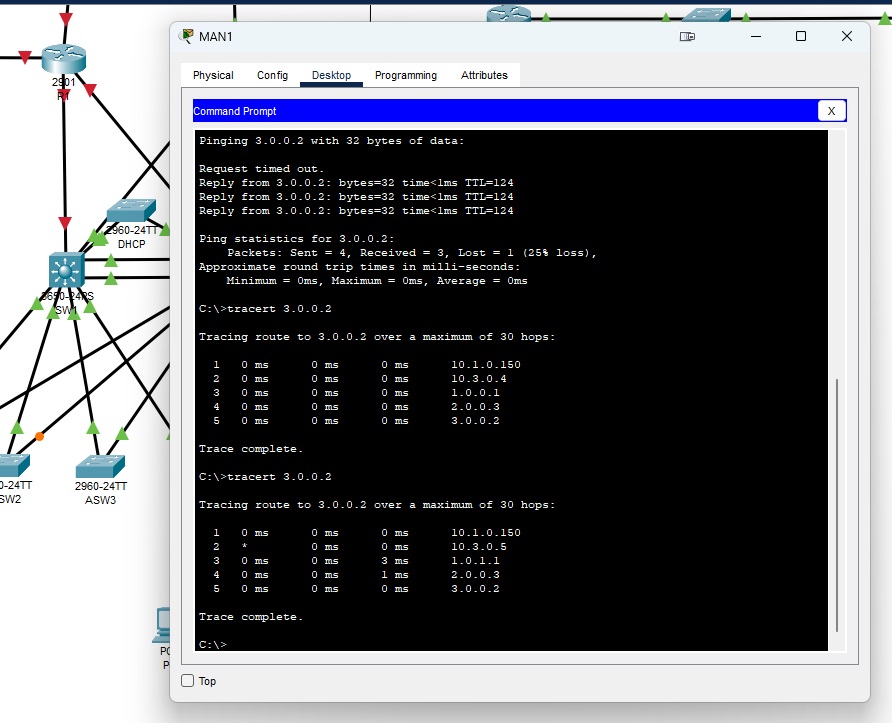 MAN1
Physical Config Desktop Programming Attributes
Command Prompt
X
Pinging 3.0.0.2 with 32 bytes of data:
Request timed out.
Reply from 3.0.0.2: bytes=32 time<1ms TTL=124
Reply from 3.0.0.2: bytes=32 time<1ms TTL=124
Reply from 3.0.0.2: bytes=32 time<1ms TTL=124
Ping statistics for 3.0.0.2:
Packets: Sent = 4, Received = 3, Lost = 1 (25% loss),
Approximate round trip times in milli-seconds:
Minimum = 0ms, Maximum = 0ms, Average = 0ms
C:\>tracert 3.0.0.2
Tracing route to 3.0.0.2 over a maximum of 30 hops:
1 0 ms 0 ms 0 ms 10.1.0.150
2 0 ms 0 ms 0 ms 10.3.0.4
3 0 ms 0 ms 0 ms 1.0.0.1
4 0 ms 0 ms 0 ms 2.0.0.3
5 0 ms 0 ms 0 ms 3.0.0.2
Trace complete.
C:\>tracert 3.0.0.2
Tracing route to 3.0.0.2 over a maximum of 30 hops:
1 0 ms 0 ms 0 ms 10.1.0.150
2 * 0 ms 0 ms 10.3.0.5
3 0 ms 0 ms 3 ms 1.0.1.1
4 0 ms 0 ms 1 ms 2.0.0.3
5 0 ms 0 ms 0 ms 3.0.0.2
Trace complete.
C:\>
Top
2901
R1
2960-24TT
DHCP
3650-24PS
SW1
0-24TT
SW2
2960-24TT
ASW3